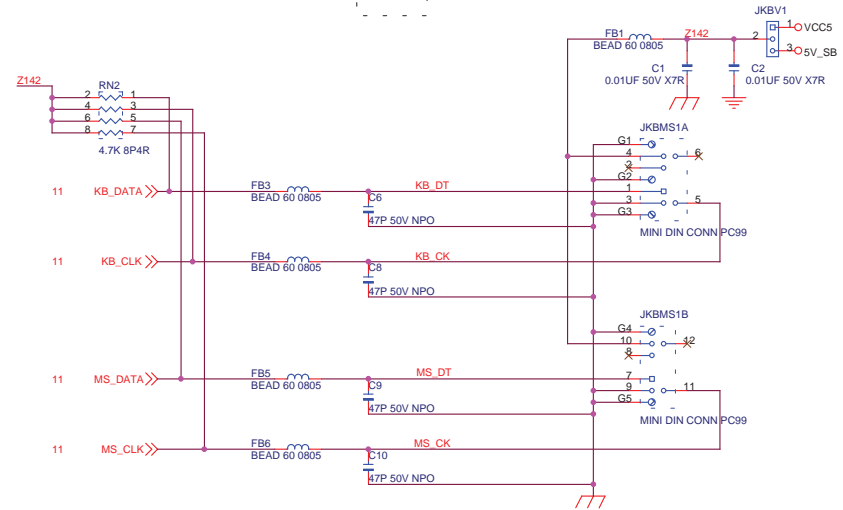 JKBV1
FB1
Z142
1
VCC5
BEAD 60 0805
2
3
5V_SB
C1
C2
0.01UF 50V X7R
0.01UF 50V X7R
Z142
RN2
2
1
4
3
6
5
8
7
4.7K 8P4R
JKBMS1A
G1
4
6
2
G2
11
KB_DATA
FB3
KB_DT
1
BEAD 60 0805
C6
3
5
G3
47P 50V NPO
MINI DIN CONN PC99
11
KB_CLK
FB4
KB_CK
BEAD 60 0805
C8
47P 50V NPO
JKBMS1B
G4
10
12
8
11
MS_DATA
FB5
MS_DT
7
BEAD 60 0805
C9
9
11
G5
47P 50V NPO
MINI DIN CONN PC99
11
MS_CLK
FB6
MS_CK
BEAD 60 0805
C10
47P 50V NPO